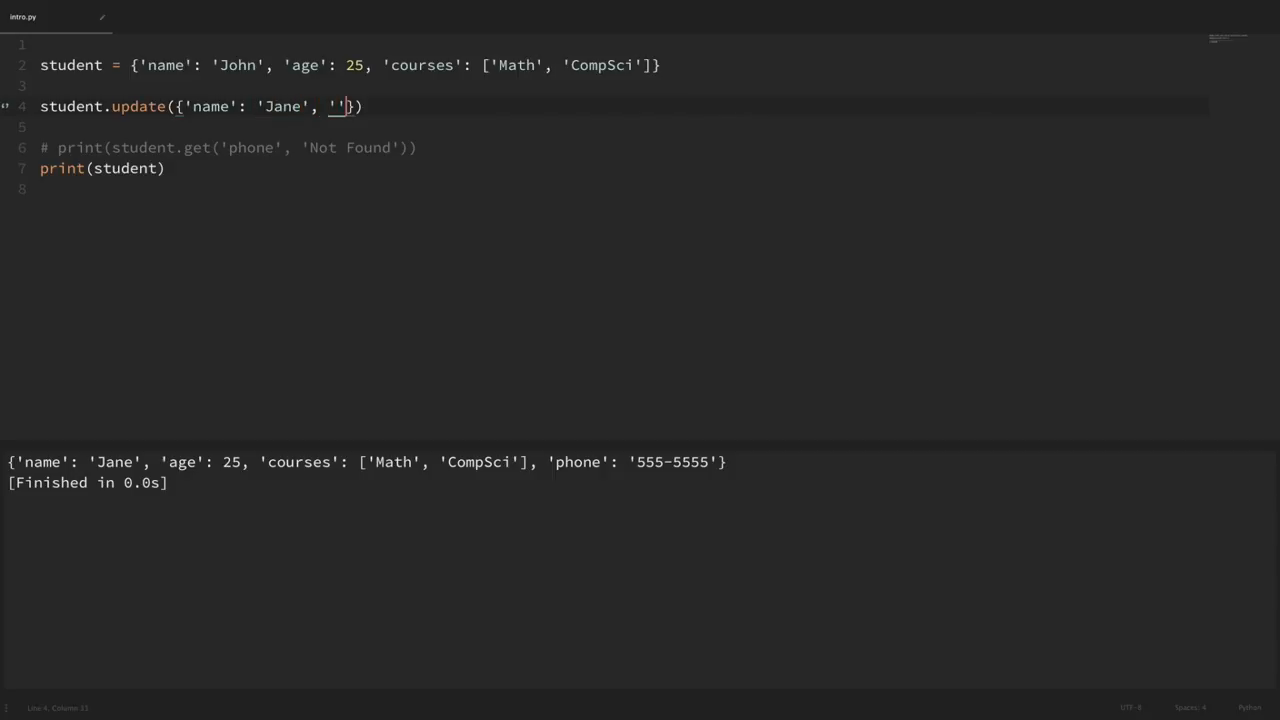 intro.py
1
2 student = {'name': 'John', 'age': 25, 'courses': ['Math', 'CompSci']}
3
4 student.update({'name': 'Jane', ''})
5
6 # print(student.get('phone', 'Not Found'))
7 print(student)
8
{'name': 'Jane', 'age': 25, 'courses': ['Math', 'CompSci'], 'phone': '555-5555'}
[Finished in 0.0s]
Line 4, Column 33 UTF-8 Spaces: 4 Python